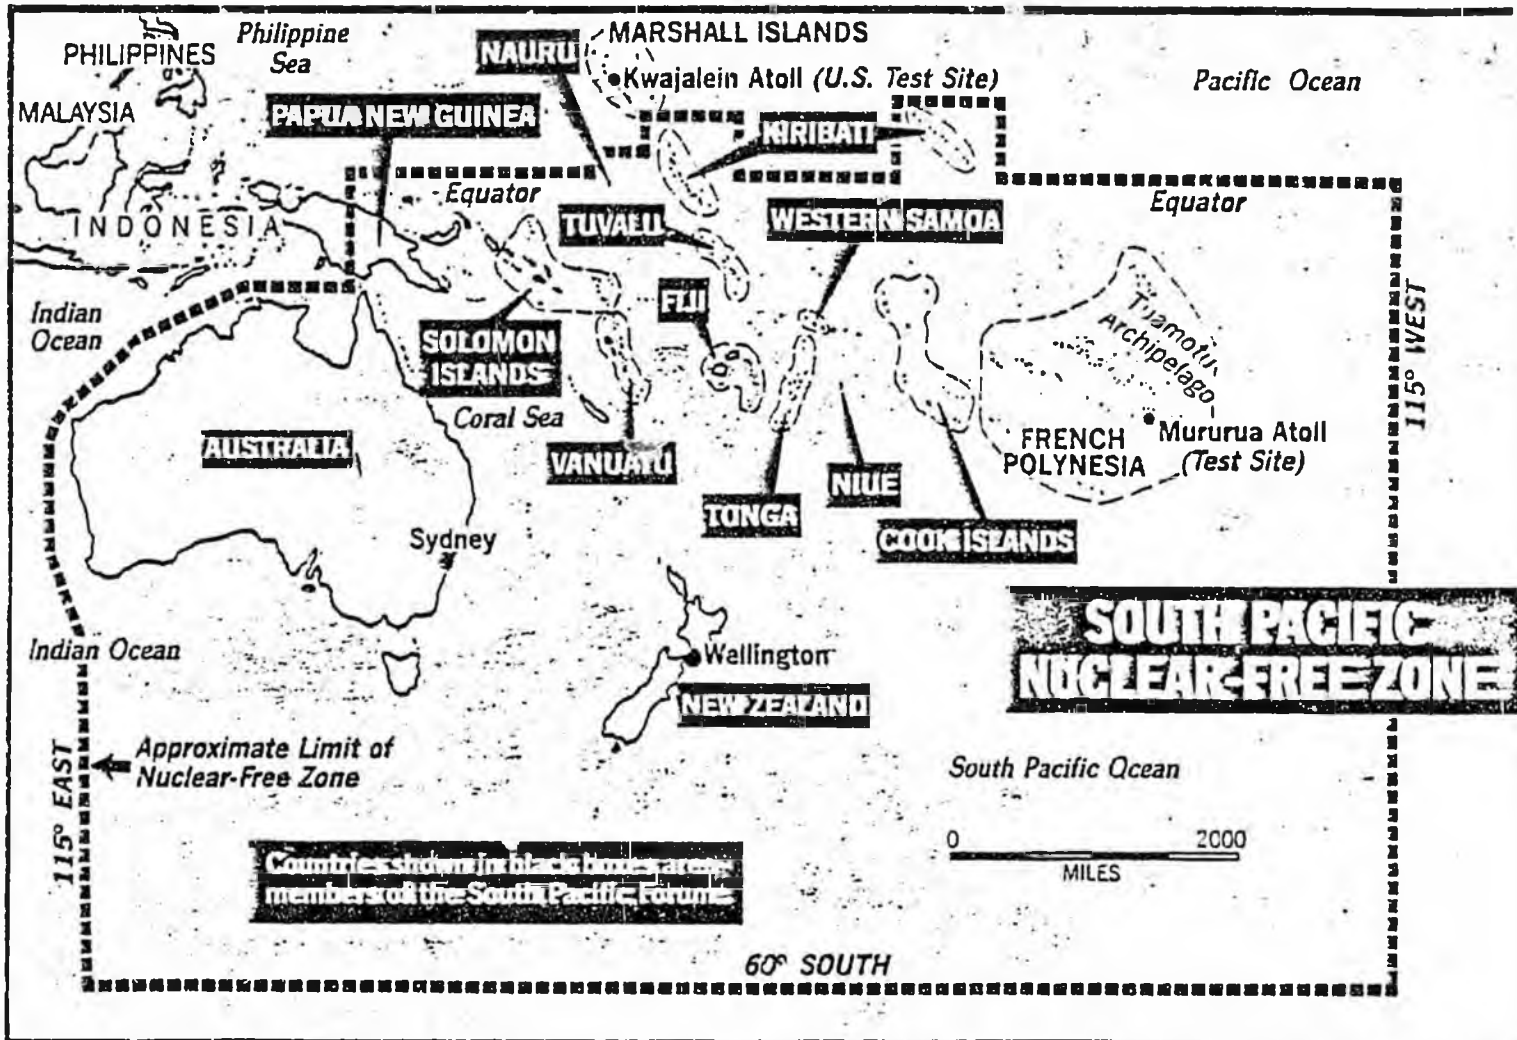 PHILIPPINES
Philippine
Sea
NAURU
MARSHALL ISLANDS
Kwajalein Atoll (U.S. Test Site)
Pacific Ocean
MALAYSIA
PAPUA NEW GUINEA
KIRIBATI
Equator
Equator
INDONESIA
TUVALU
WESTERN SAMOA
Indian
Ocean
FIJI
SOLOMON
ISLANDS
Tuamotu
Archipelago
115° WEST
Coral Sea
AUSTRALIA
VANUATU
FRENCH
POLYNESIA
Mururua Atoll
(Test Site)
NIUE
TONGA
COOK ISLANDS
Sydney
SOUTH PACIFIC
NUCLEAR-FREE ZONE
Indian Ocean
Wellington
NEW ZEALAND
115° EAST
Approximate Limit of
Nuclear-Free Zone
South Pacific Ocean
0 2000
MILES
Countries shown in black boxes are
members of the South Pacific Forum
60° SOUTH